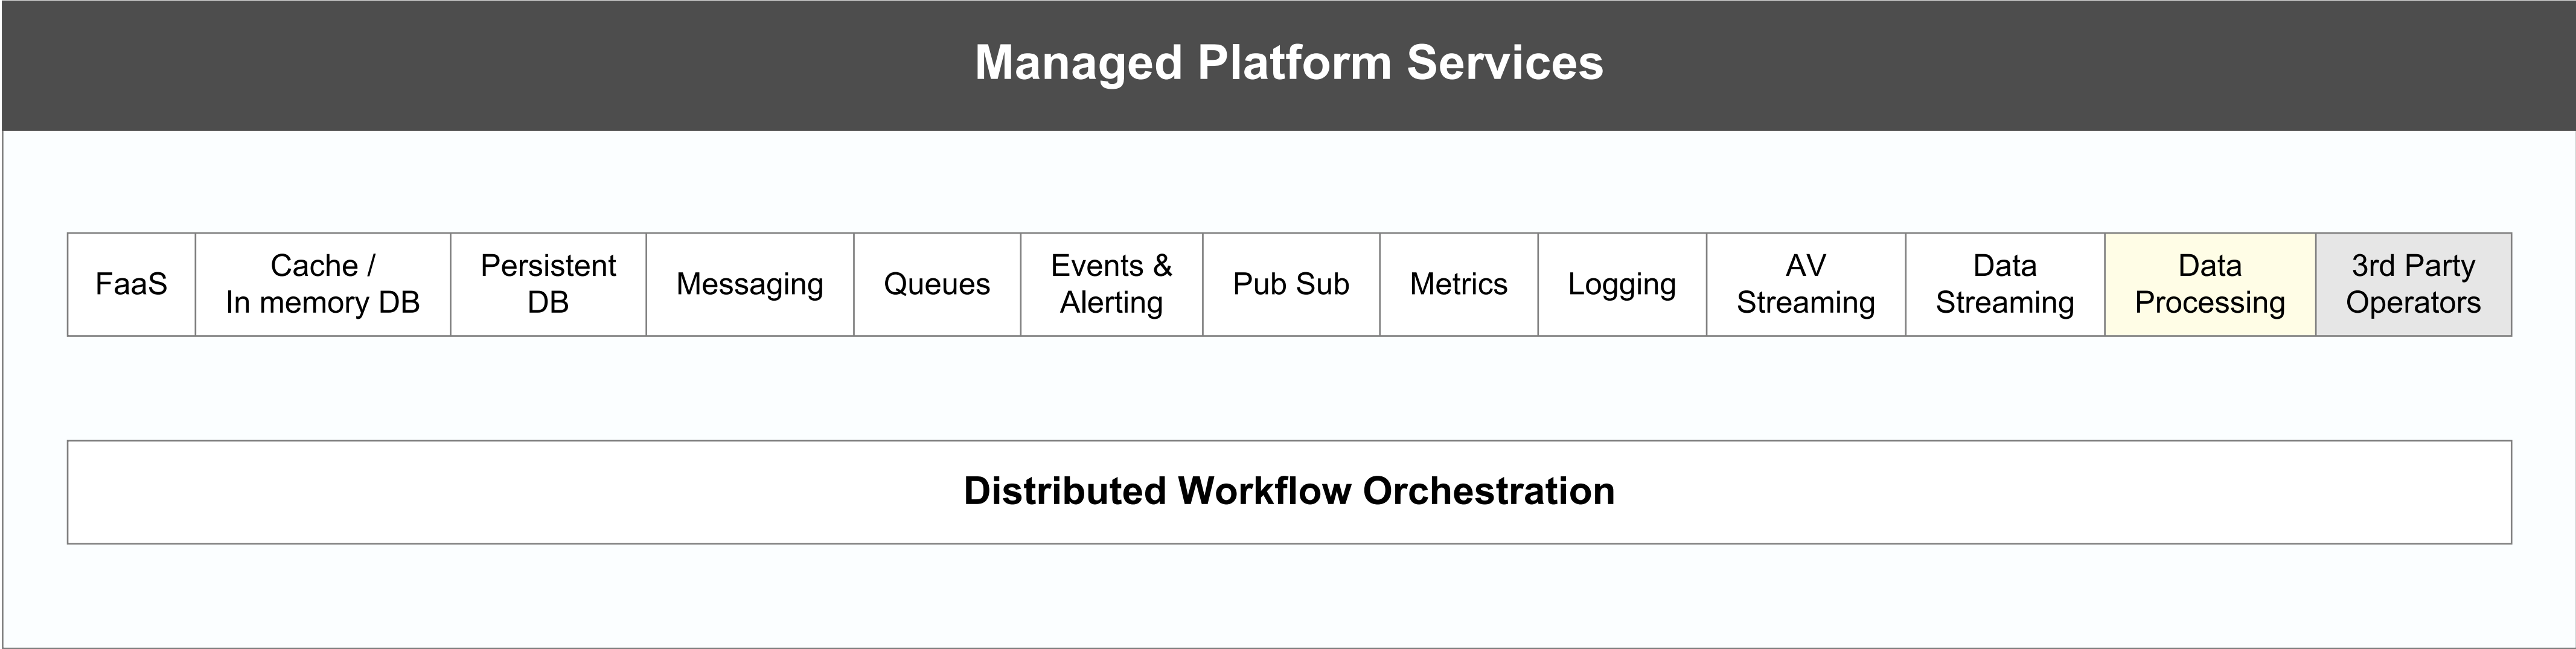 Managed Platform Services
FaaS
Cache /
In memory DB
Persistent
DB
Messaging
Queues
Events &
Alerting
Pub Sub
Metrics
Logging
AV
Streaming
Data
Streaming
Data
Processing
3rd Party
Operators
Distributed Workflow Orchestration